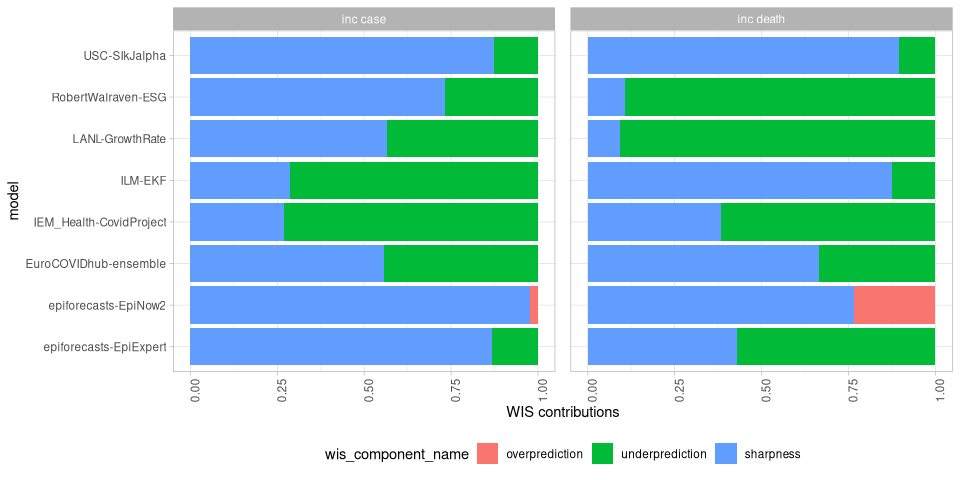 inc case
inc death
model
USC-SIkJalpha
RobertWalraven-ESG
LANL-GrowthRate
ILM-EKF
IEM_Health-CovidProject
EuroCOVIDhub-ensemble
epiforecasts-EpiNow2
epiforecasts-EpiExpert
0.00 0.25 0.50 0.75 1.00
0.00 0.25 0.50 0.75 1.00
WIS contributions
wis_component_name overprediction underprediction sharpness